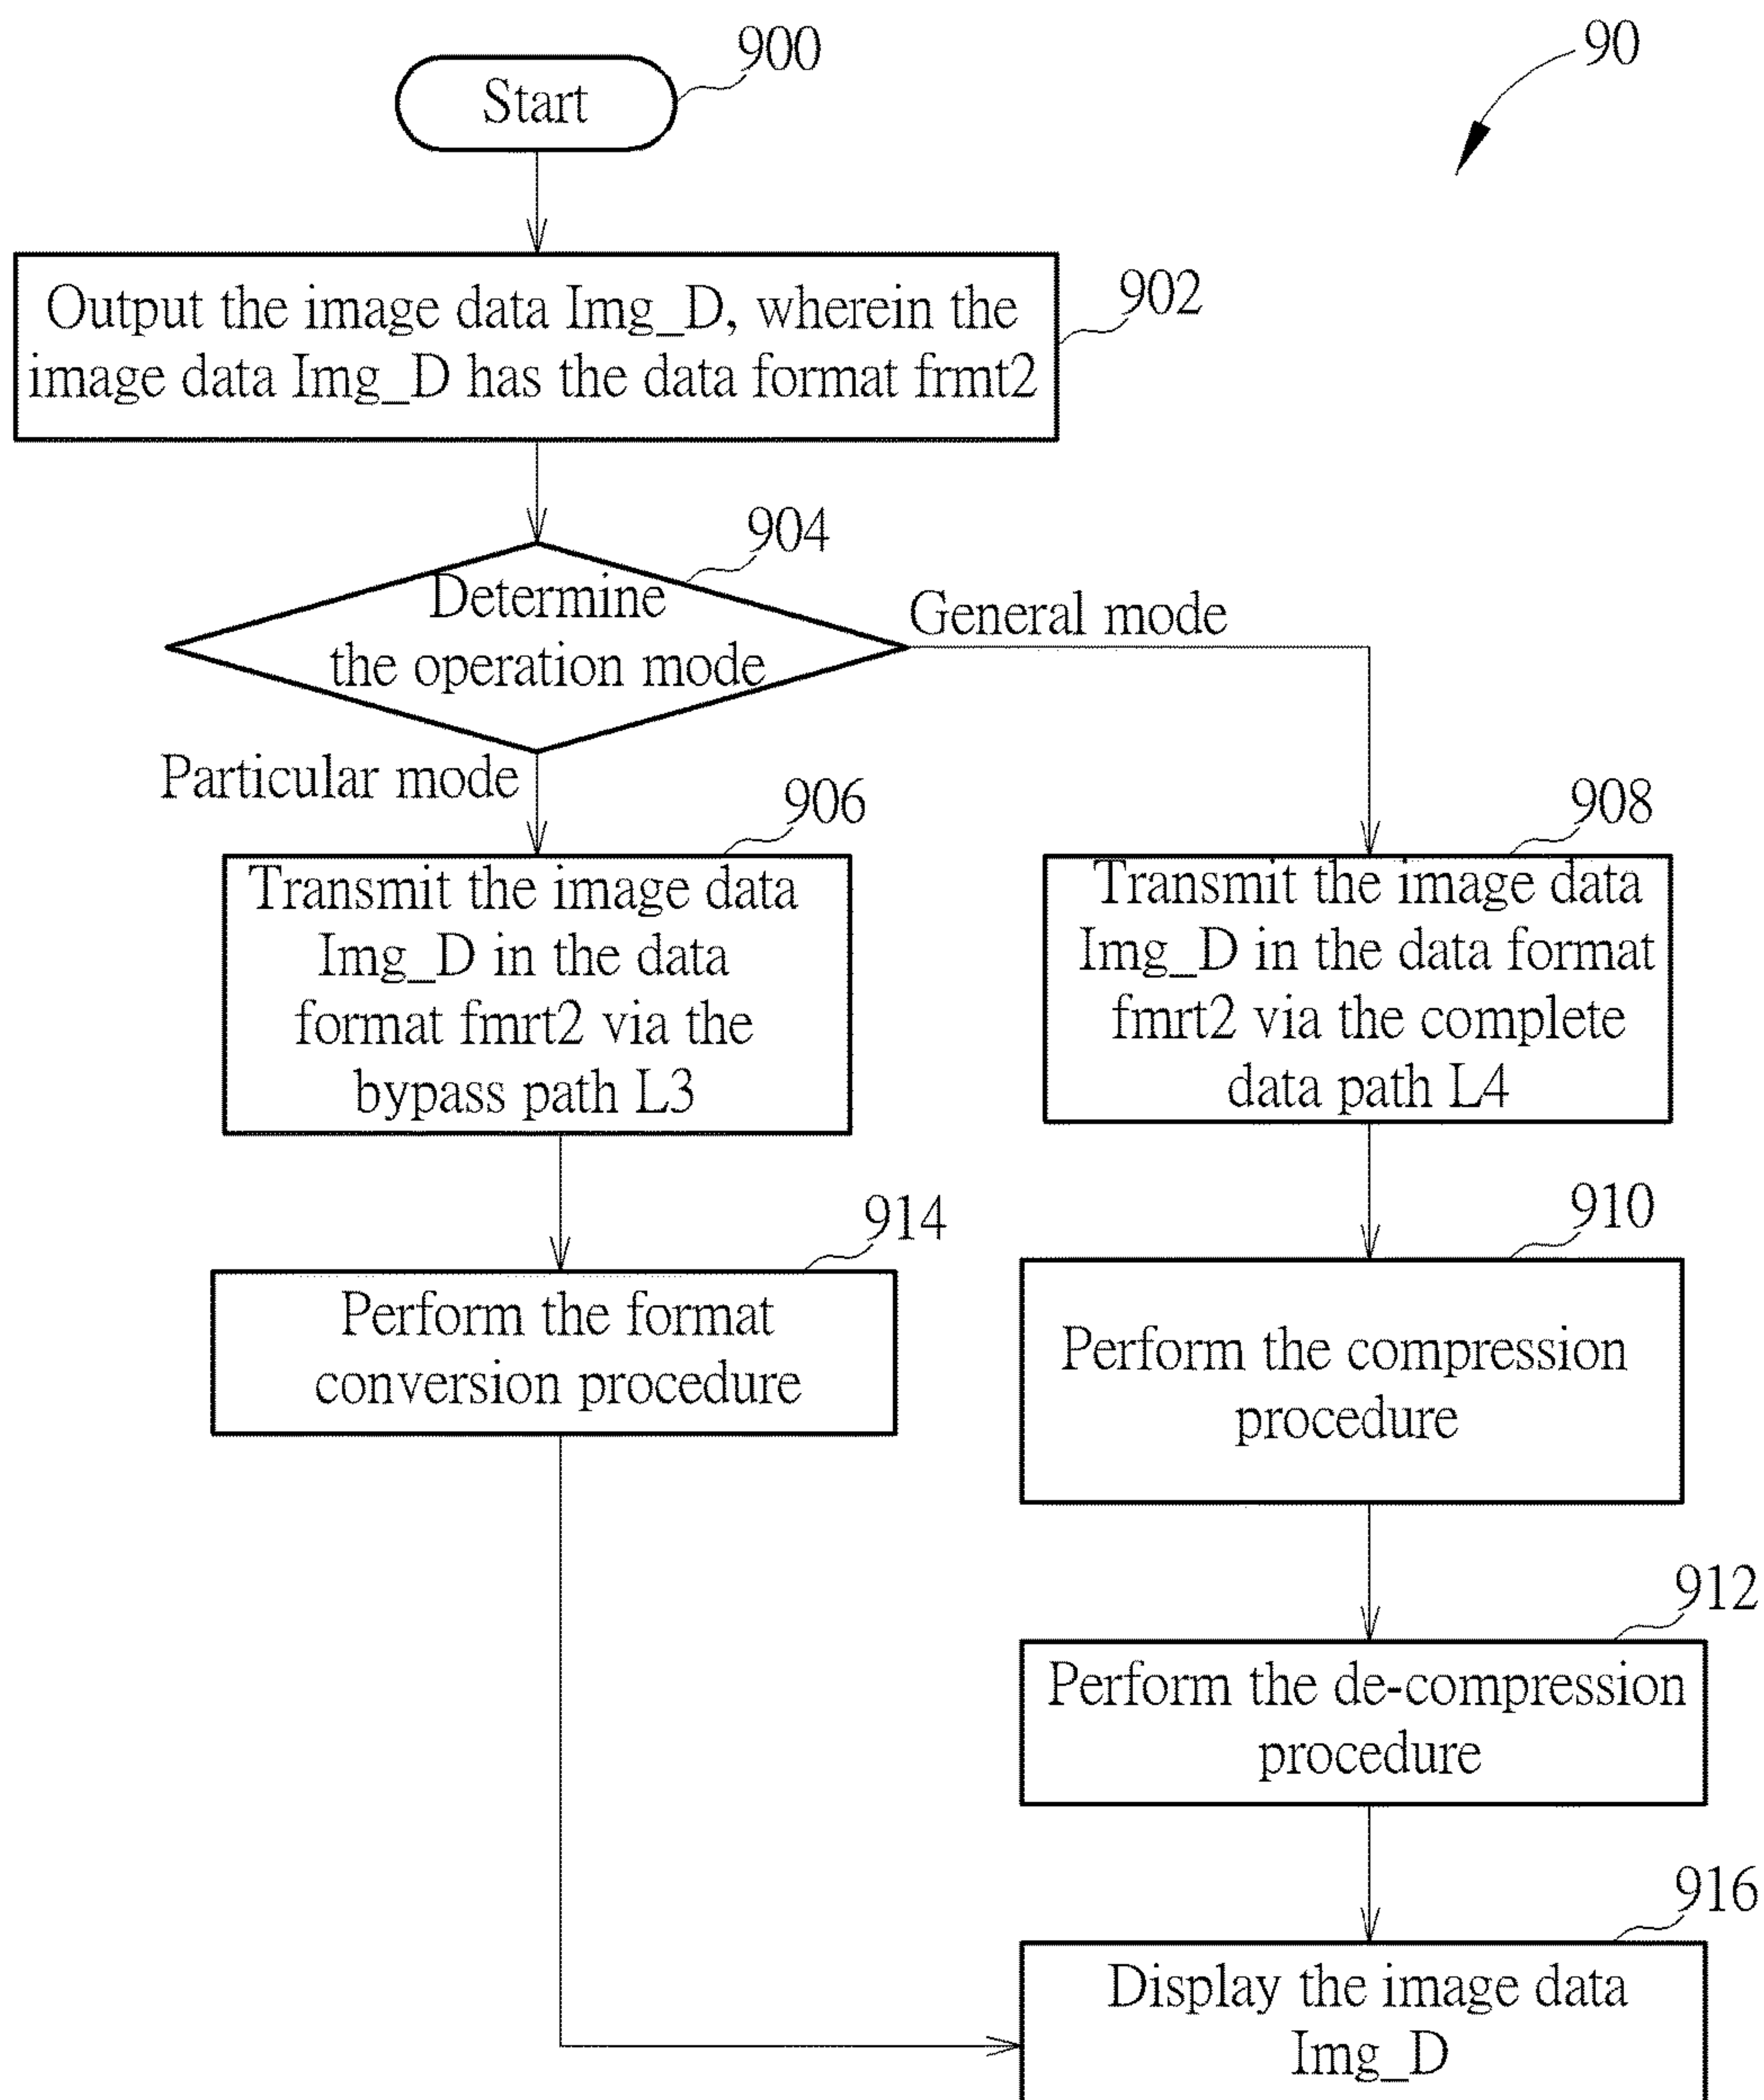 900
90
Start
902
Output the image data Img_D, wherein the
image data Img_D has the data format frmt2
904
Determine
the operation mode
General mode
Particular mode
906
Transmit the image data
Img_D in the data
format fmrt2 via the
bypass path L3
908
Transmit the image data
Img_D in the data format
fmrt2 via the complete
data path L4
914
Perform the format
conversion procedure
910
Perform the compression
procedure
912
Perform the de-compression
procedure
916
Display the image data
Img_D